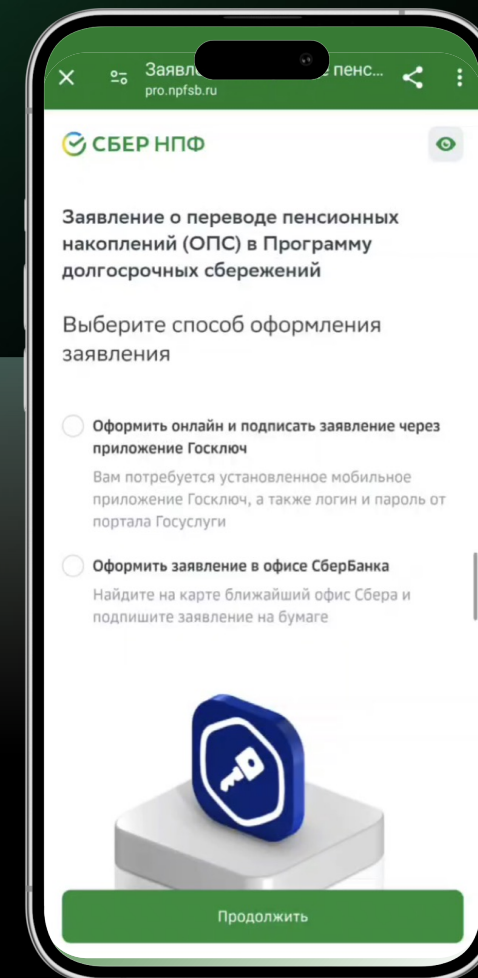 Заявл пенс...
pro.npfsb.ru
СБЕР НПФ
Заявление о переводе пенсионных
накоплений (ОПС) в Программу
долгосрочных сбережений
Выберите способ оформления
заявления
Оформить онлайн и подписать заявление через
приложение Госключ
Вам потребуется установленное мобильное
приложение Госключ, а также логин и пароль от
портала Госуслуги
Оформить заявление в офисе СберБанка
Найдите на карте ближайший офис Сбера и
подпишите заявление на бумаге
Продолжить